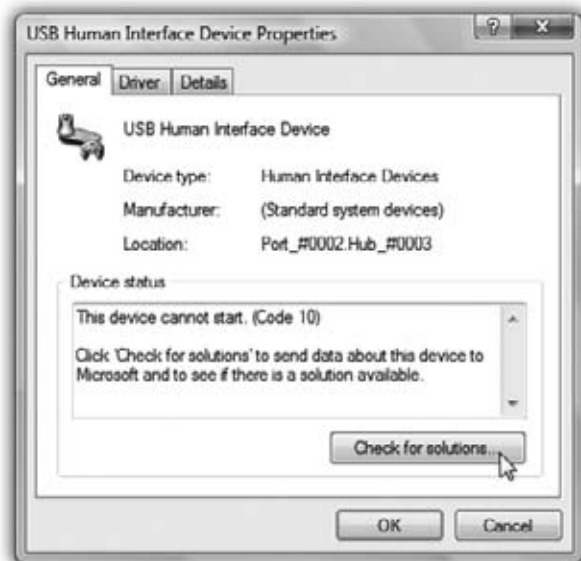 USB Human Interface Device Properties
General Driver Details
USB Human Interface Device
Device type: Human Interface Devices
Manufacturer: (Standard system devices)
Location: Port_#0002.Hub_#0003
Device status
This device cannot start. (Code 10)
Click 'Check for solutions' to send data about this device to
Microsoft and to see if there is a solution available.
Check for solutions...
OK Cancel